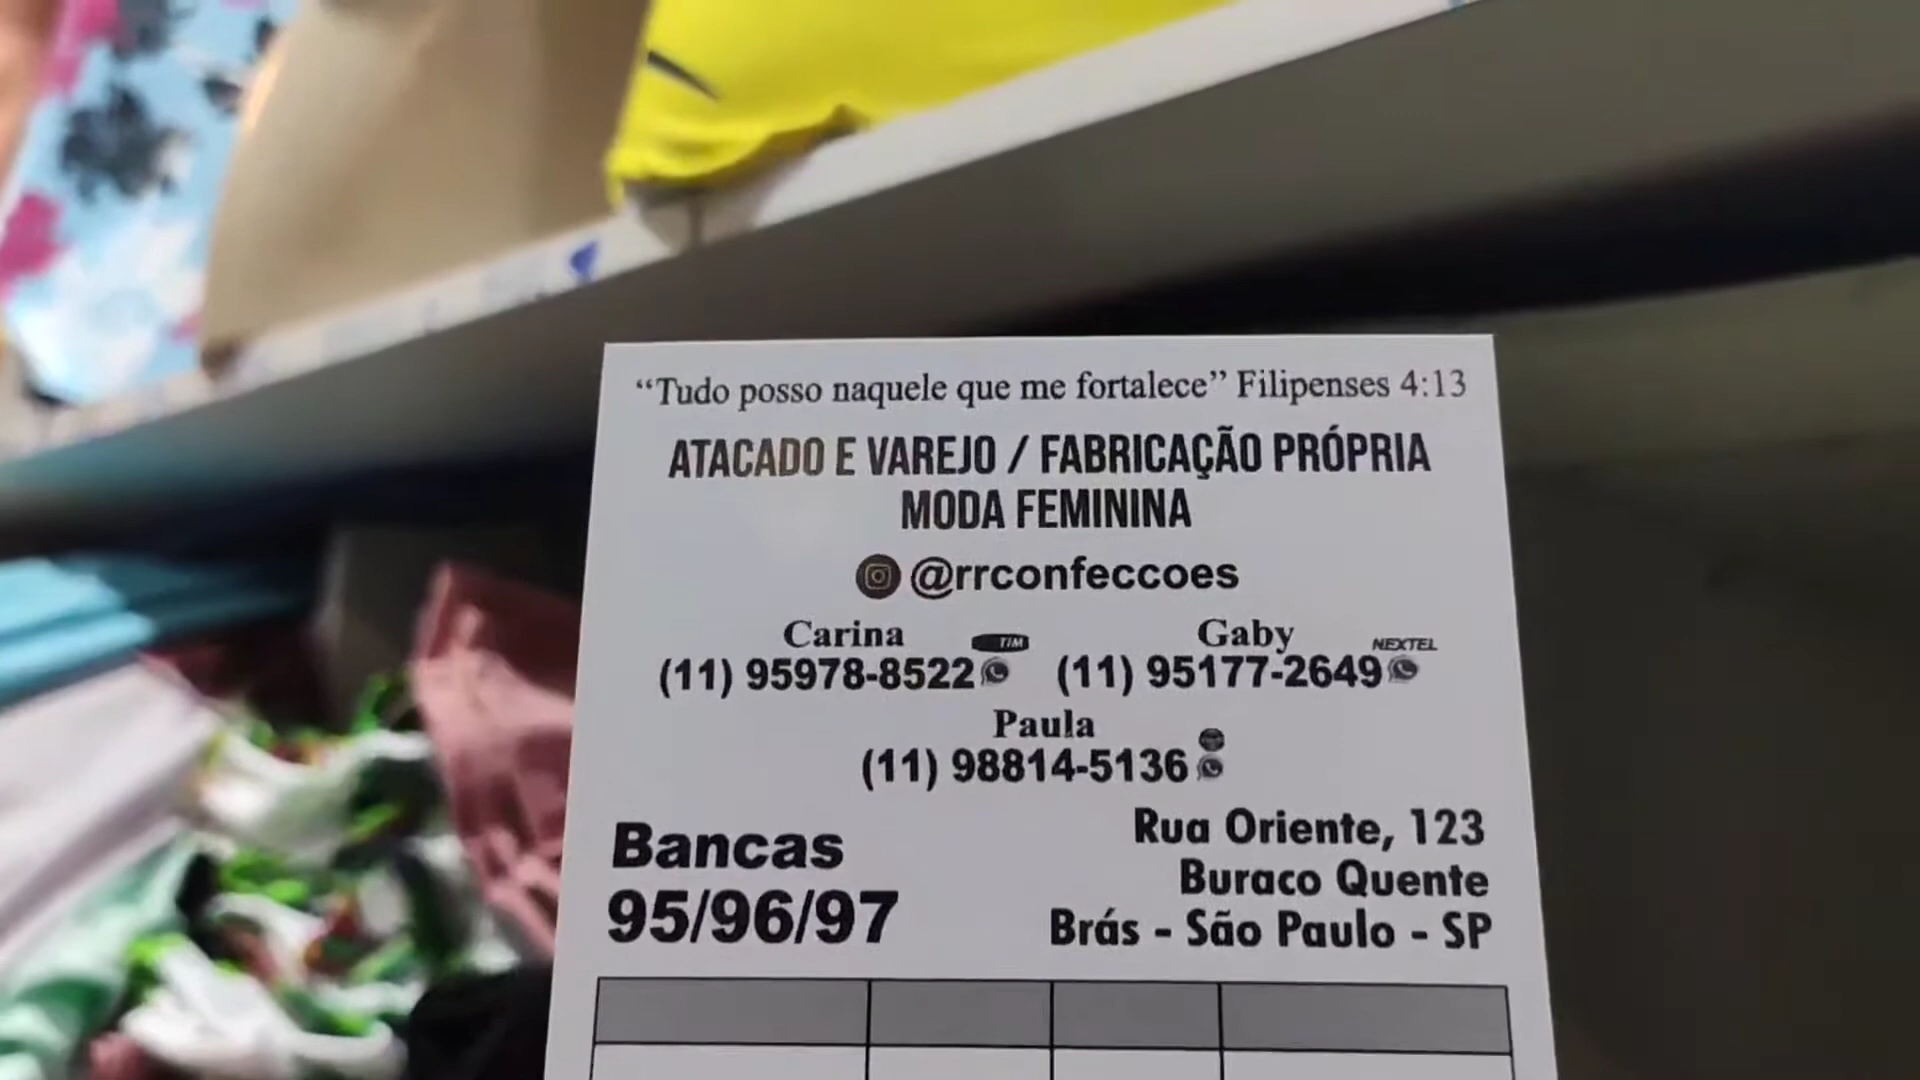 “Tudo posso naquele que me fortalece” Filipenses 4:13
ATACADO E VAREJO / FABRICAÇÃO PRÓPRIA
MODA FEMININA
@rrconfeccoes
Carina TIM Gaby NEXTEL
(11) 95978-8522 (11) 95177-2649
Paula
(11) 98814-5136
Bancas
95/96/97
Rua Oriente, 123
Buraco Quente
Brás - São Paulo - SP